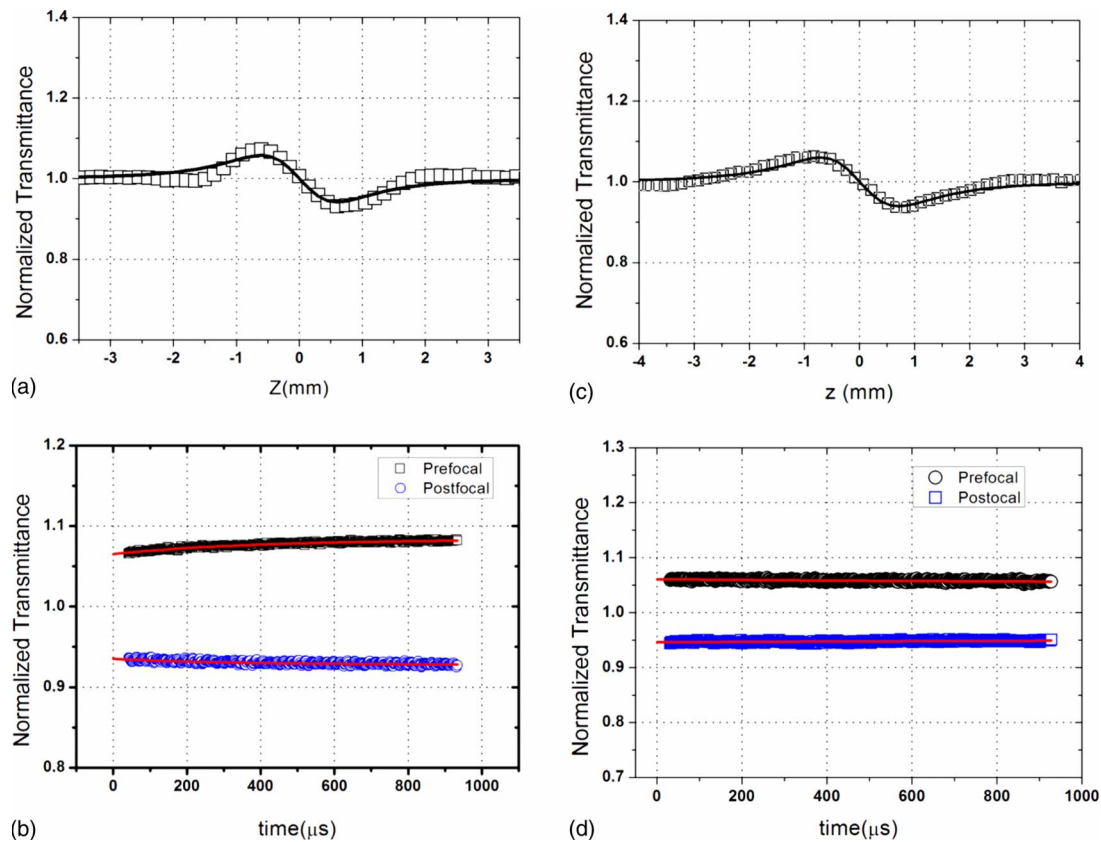 1.4
1.2
1.0
0.8
0.6
Normalized Transmittance
-3 -2 -1 0 1 2 3
Z(mm)
(a)
1.4
1.2
1.0
0.8
0.6
Normalized Transmittance
-4 -3 -2 -1 0 1 2 3 4
z (mm)
(c)
1.2
1.1
1.0
0.9
0.8
Normalized Transmittance
Prefocal
Postfocal
0 200 400 600 800 1000
time(μs)
(b)
1.3
1.2
1.1
1.0
0.9
0.8
0.7
Normalized Transmittance
Prefocal
Postocal
0 200 400 600 800 1000
time (μs)
(d)